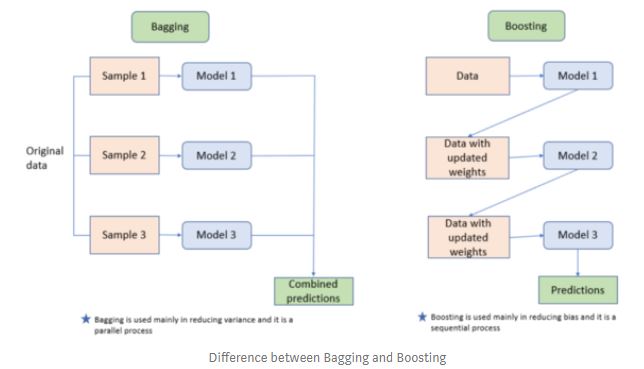 Bagging
Sample 1
Model 1
Original
data
Sample 2
Model 2
Sample 3
Model 3
Combined
predictions
Bagging is used mainly in reducing variance and it is a
parallel process
Boosting
Data
Model 1
Data with
updated
weights
Model 2
Data with
updated
weights
Model 3
Predictions
Boosting is used mainly in reducing bias and it is a
sequential process
Difference between Bagging and Boosting